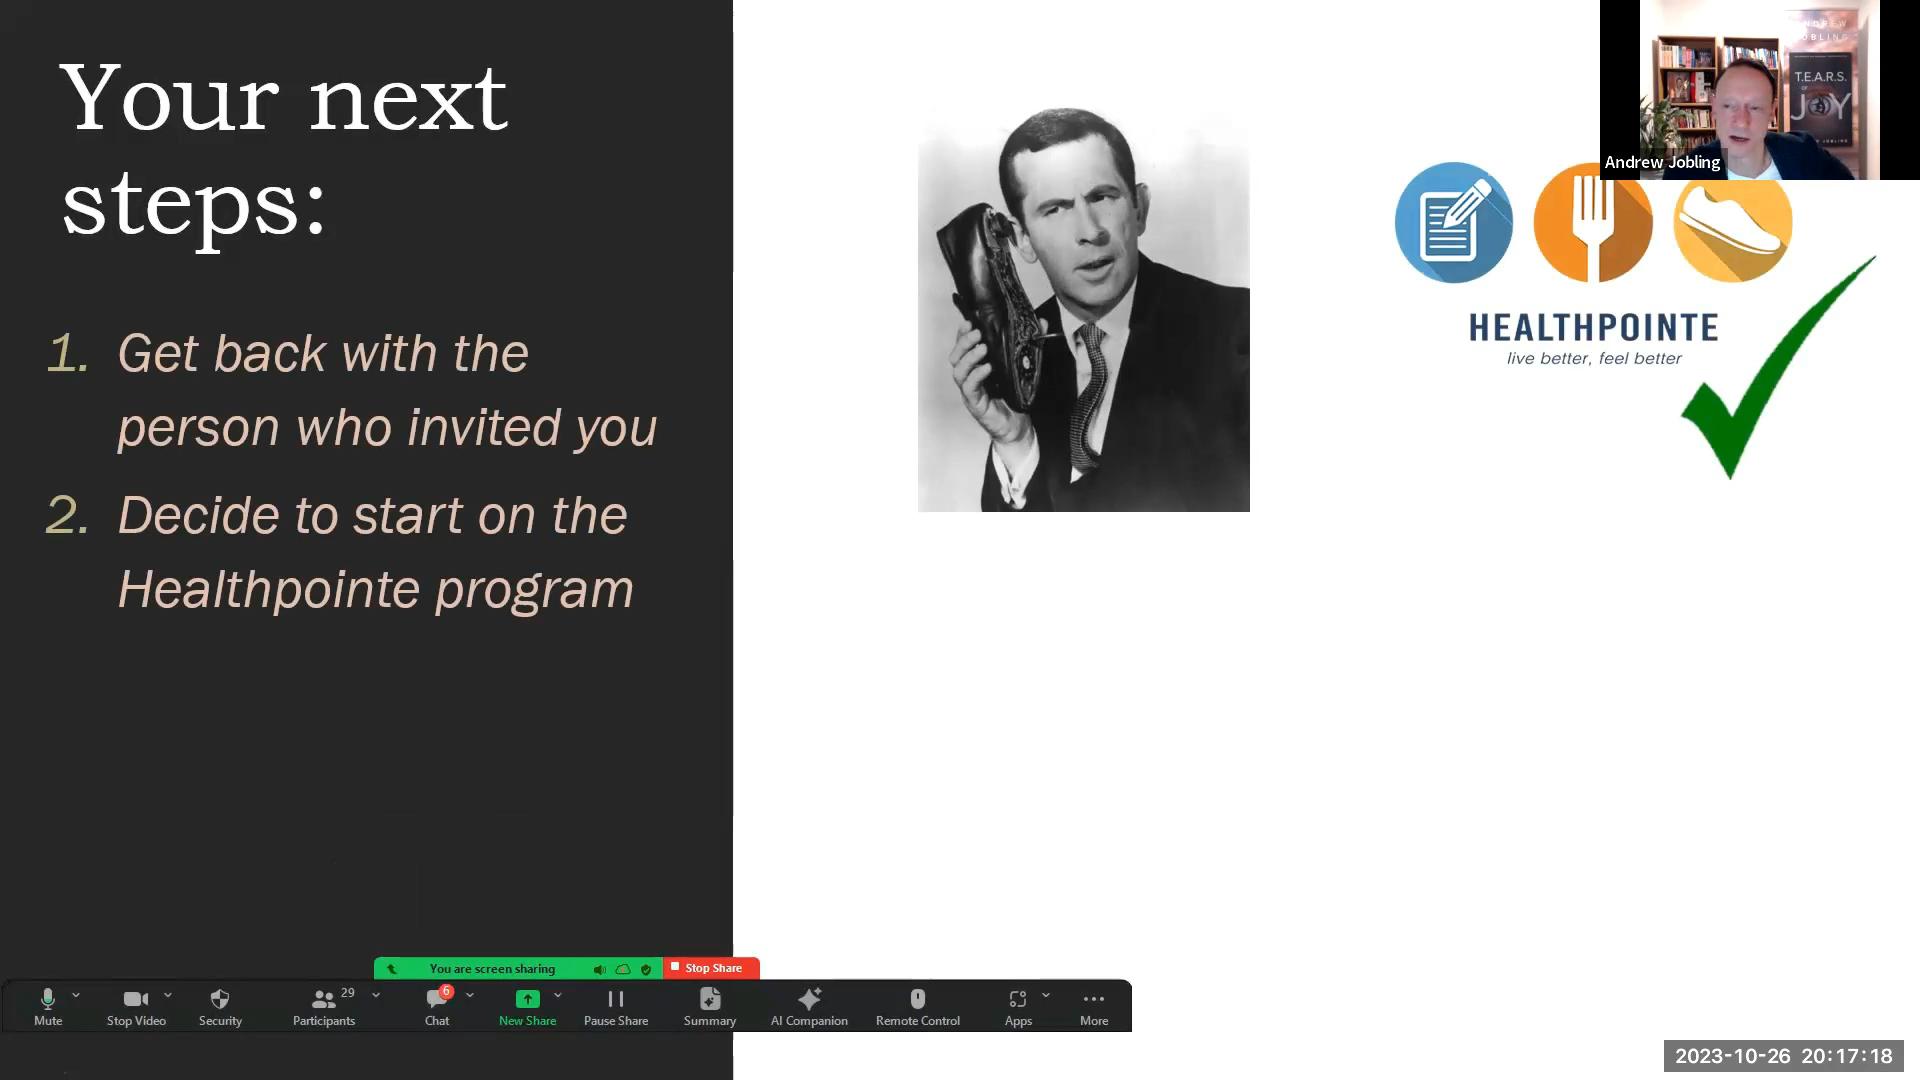 Your next
steps:
1. Get back with the
person who invited you
2. Decide to start on the
Healthpointe program
T.E.A.R.S.
OF
JOY
Andrew Jobling
HEALTHPOINTE
live better, feel better
You are screen sharing
Stop Share
Mute
Stop Video
Security
29
Participants
6
Chat
New Share
Pause Share
Summary
AI Companion
Remote Control
Apps
More
2023-10-26 20:17:18